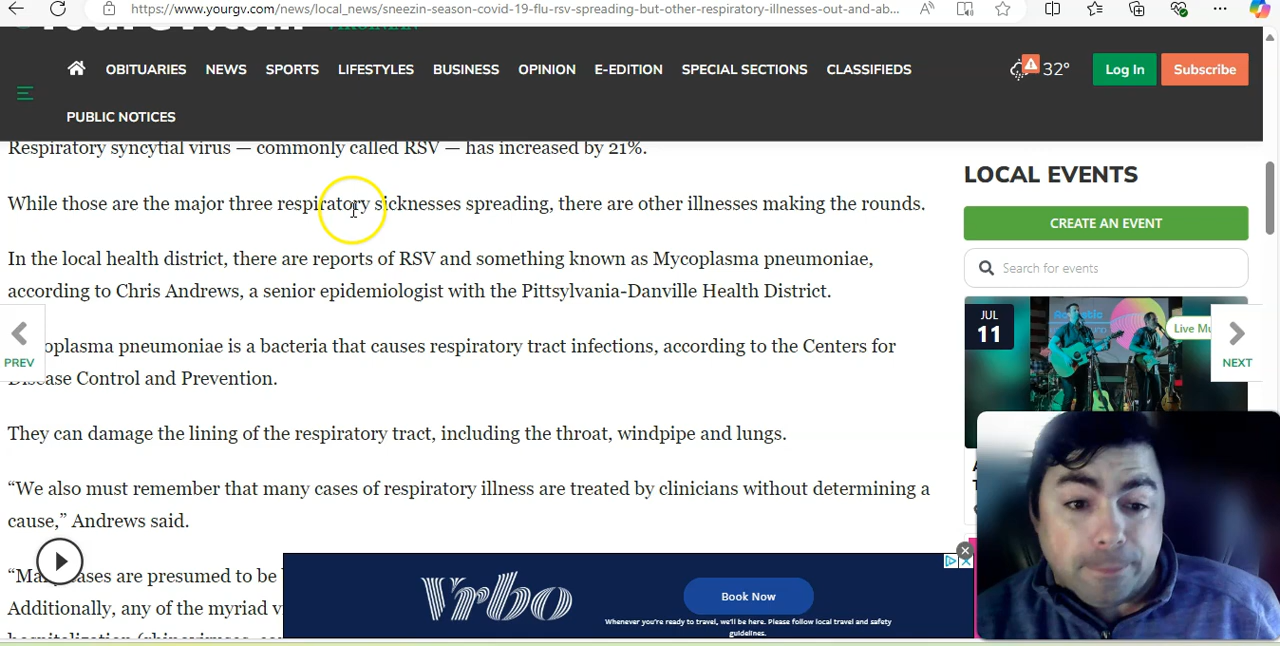 https://www.yourgv.com/news/local_news/sneezin-season-covid-19-flu-rsv-spreading-but-other-respiratory-illnesses-out-and-ab...
OBITUARIES NEWS SPORTS LIFESTYLES BUSINESS OPINION E-EDITION SPECIAL SECTIONS CLASSIFIEDS
32°
Log In
Subscribe
PUBLIC NOTICES
Respiratory syncytial virus — commonly called RSV — has increased by 21%.
While those are the major three respiratory sicknesses spreading, there are other illnesses making the rounds.
In the local health district, there are reports of RSV and something known as Mycoplasma pneumoniae,
according to Chris Andrews, a senior epidemiologist with the Pittsylvania-Danville Health District.
oplasma pneumoniae is a bacteria that cases respiratory tract infections, according to the Centers for
Disease Control and Prevention.
They can damage the lining of the respiratory tract, including the throat, windpipe and lungs.
“We also must remember that many cases of respiratory illness are treated by clinicians without determining a
cause,” Andrews said.
ases are presumed to be
Additionally, any of the myriad v
PREV
NEXT
LOCAL EVENTS
CREATE AN EVENT
Search for events
JUL
11
Acoustic
Live Mu
Vrbo
Book Now
Whenever you're ready to travel, we'll be here. Please follow local travel and safety
guidelines.